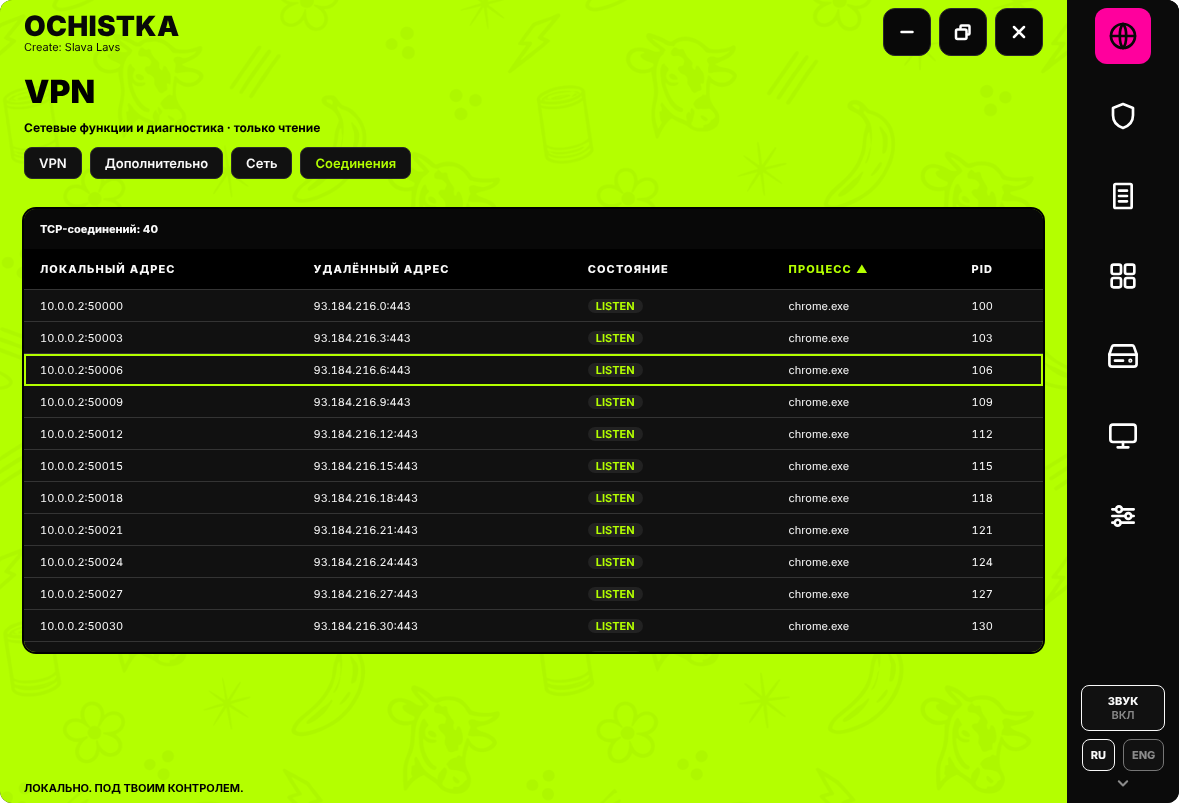 OCHISTKA
Create: Slava Lavs
VPN
Сетевые функции и диагностика · только чтение
VPN Дополнительно Сеть Соединения
TCP-соединений: 40
ЛОКАЛЬНЫЙ АДРЕС УДАЛЁННЫЙ АДРЕС СОСТОЯНИЕ ПРОЦЕСС ▲ PID
10.0.0.2:50000 93.184.216.0:443 LISTEN chrome.exe 100
10.0.0.2:50003 93.184.216.3:443 LISTEN chrome.exe 103
10.0.0.2:50006 93.184.216.6:443 LISTEN chrome.exe 106
10.0.0.2:50009 93.184.216.9:443 LISTEN chrome.exe 109
10.0.0.2:50012 93.184.216.12:443 LISTEN chrome.exe 112
10.0.0.2:50015 93.184.216.15:443 LISTEN chrome.exe 115
10.0.0.2:50018 93.184.216.18:443 LISTEN chrome.exe 118
10.0.0.2:50021 93.184.216.21:443 LISTEN chrome.exe 121
10.0.0.2:50024 93.184.216.24:443 LISTEN chrome.exe 124
10.0.0.2:50027 93.184.216.27:443 LISTEN chrome.exe 127
10.0.0.2:50030 93.184.216.30:443 LISTEN chrome.exe 130
ЗВУК
ВКЛ
RU ENG
ЛОКАЛЬНО. ПОД ТВОИМ КОНТРОЛЕМ.